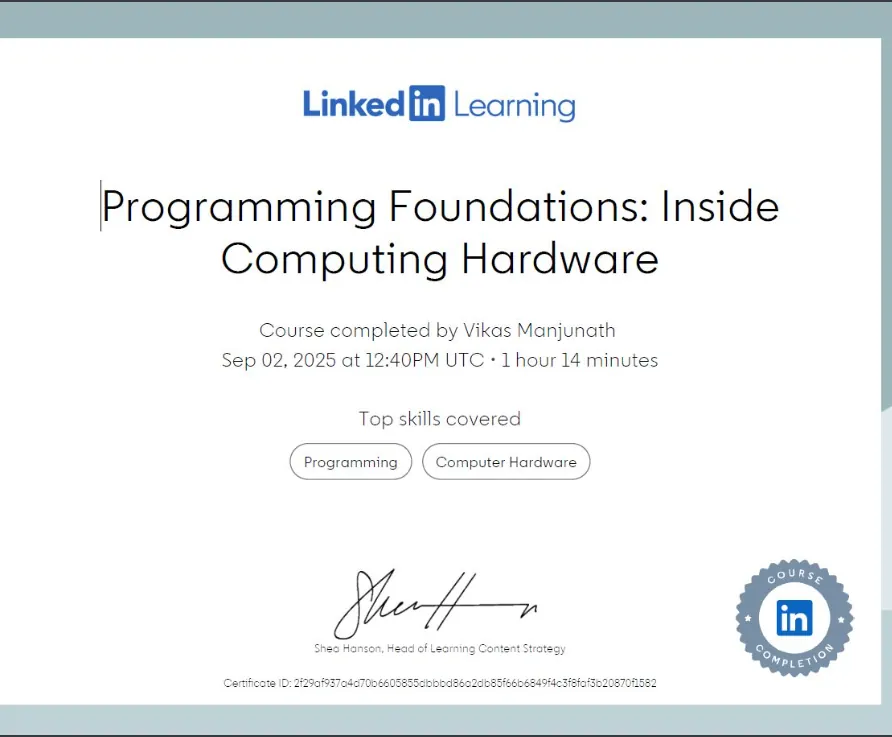 Linked in Learning
Programming Foundations: Inside
Computing Hardware
Course completed by Vikas Manjunath
Sep 02, 2025 at 12:40PM UTC • 1 hour 14 minutes
Top skills covered
Programming
Computer Hardware
Shea Hanson, Head of Learning Content Strategy
Certificate ID: 2f29af937a4d70b6605855dbbbd86a2db85f66b6849f4c3f8faf3b20870f1582
COURSE
in
COMPLETION